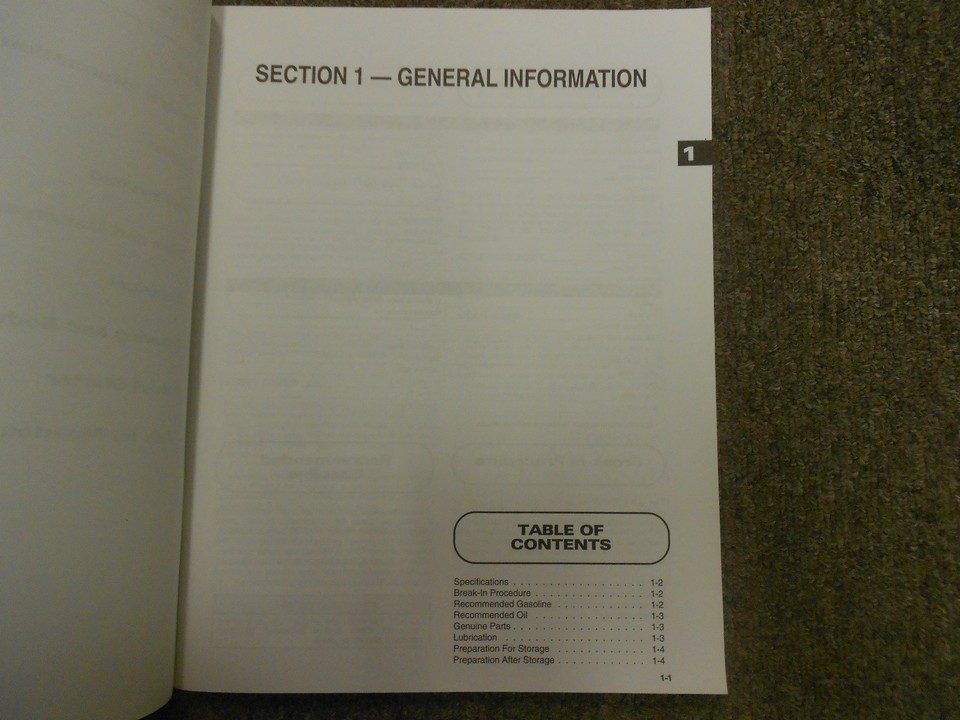 SECTION 1 — GENERAL INFORMATION
1
TABLE OF
CONTENTS
Specifications . . . . . . . . . . . . . . . . . . 1-2
Break-In Procedure . . . . . . . . . . . . . . . 1-2
Recommended Gasoline . . . . . . . . . . . . 1-2
Recommended Oil . . . . . . . . . . . . . . . 1-3
Genuine Parts . . . . . . . . . . . . . . . . . . 1-3
Lubrication . . . . . . . . . . . . . . . . . . . 1-3
Preparation For Storage . . . . . . . . . . . . 1-4
Preparation After Storage . . . . . . . . . . . . 1-4
1-1